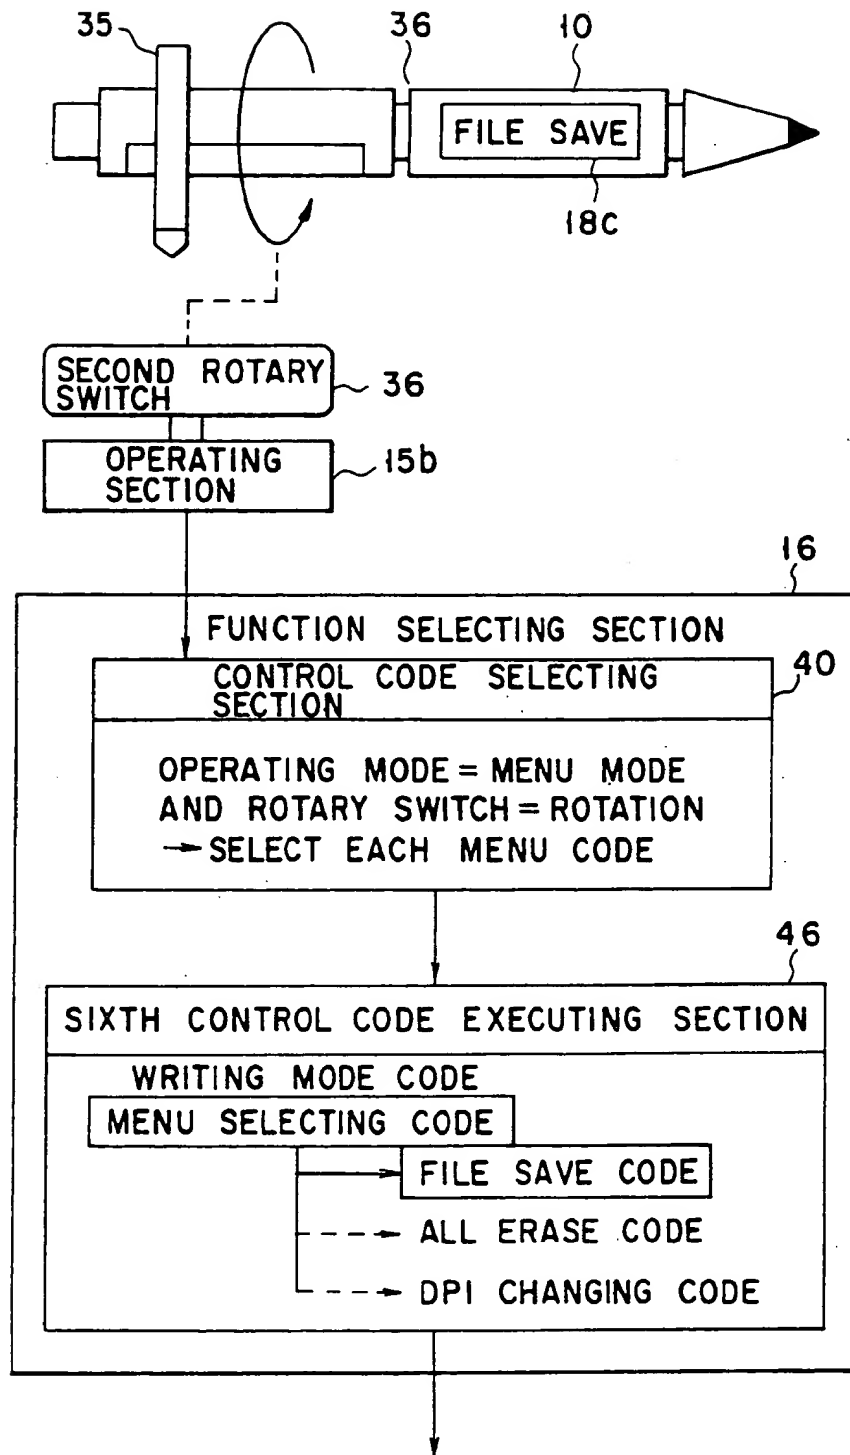 35
36
10
FILE SAVE
18c
SECOND ROTARY
SWITCH
36
OPERATING
SECTION
15b
16
FUNCTION SELECTING SECTION
CONTROL CODE SELECTING
SECTION
40
OPERATING MODE = MENU MODE
AND ROTARY SWITCH = ROTATION
→ SELECT EACH MENU CODE
46
SIXTH CONTROL CODE EXECUTING SECTION
WRITING MODE CODE
MENU SELECTING CODE
FILE SAVE CODE
ALL ERASE CODE
DPI CHANGING CODE